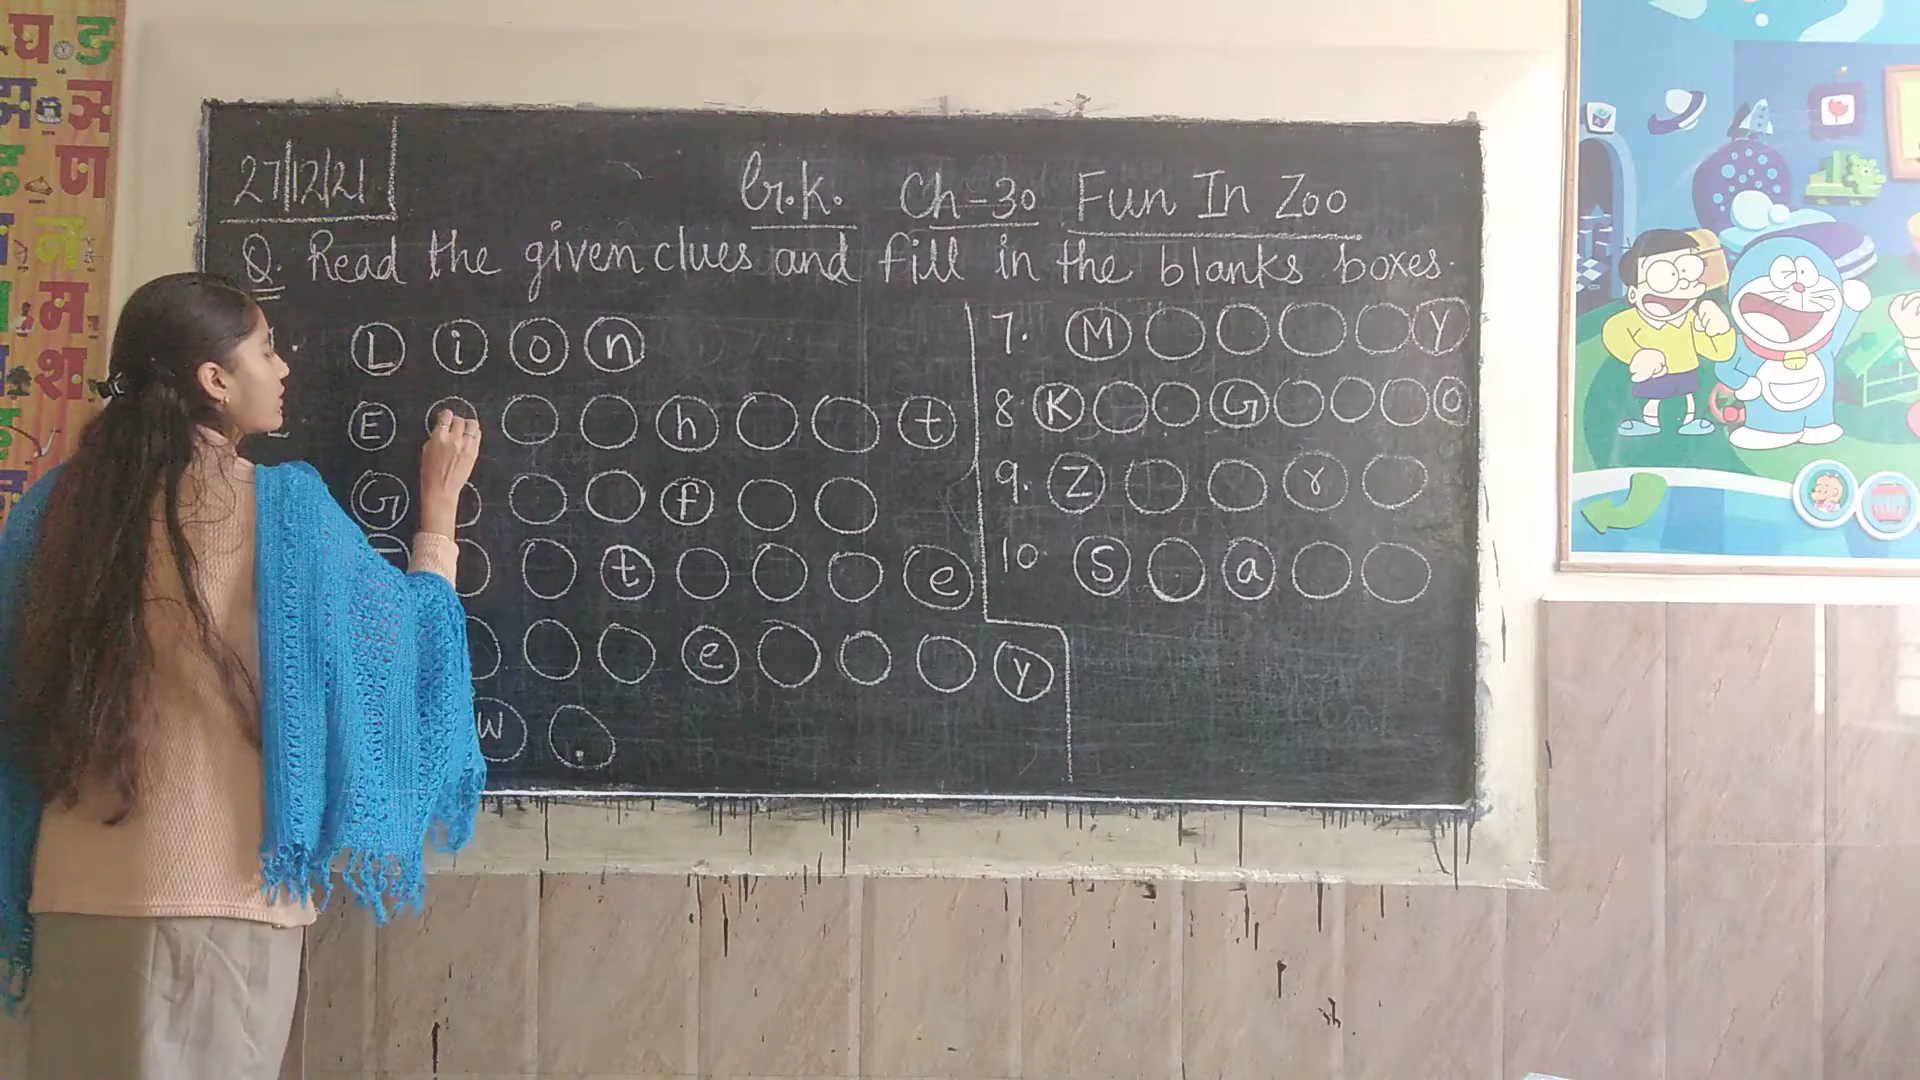 घ ङ
झ ञ
ढ ण
न
म
श
27/12/21
G.K. Ch-30 Fun In Zoo
Q. Read the given clues and fill in the blanks boxes.
L i o n
E h t
G f
t e
e y
W
7. M Y
8 K G O
9. Z r
10 S a